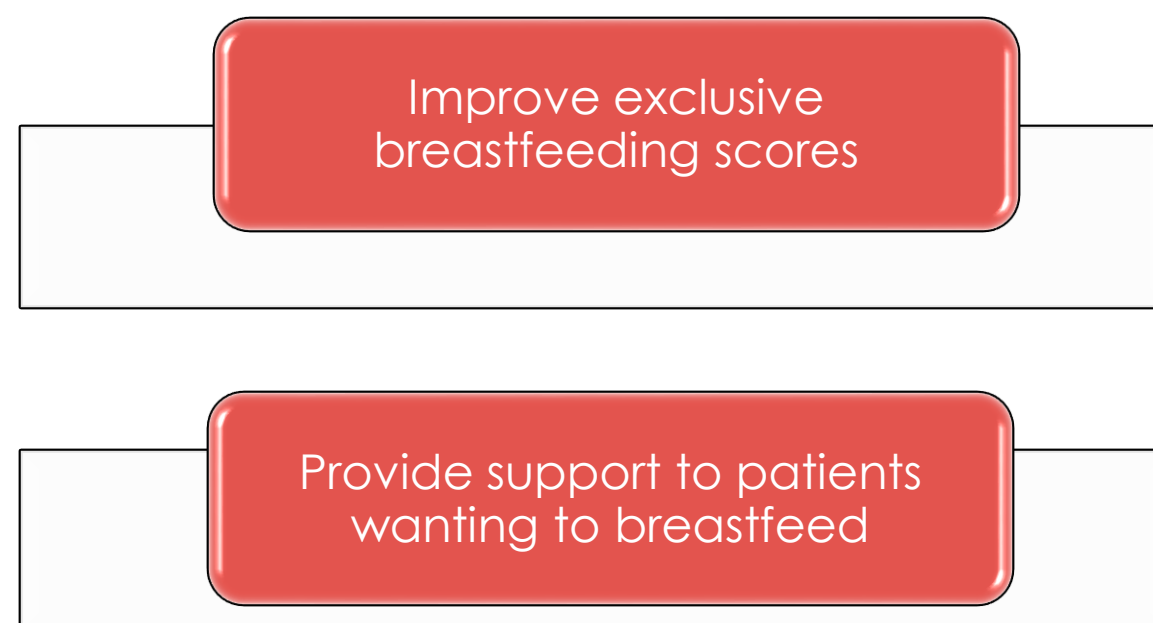 Improve exclusive
breastfeeding scores
Provide support to patients
wanting to breastfeed